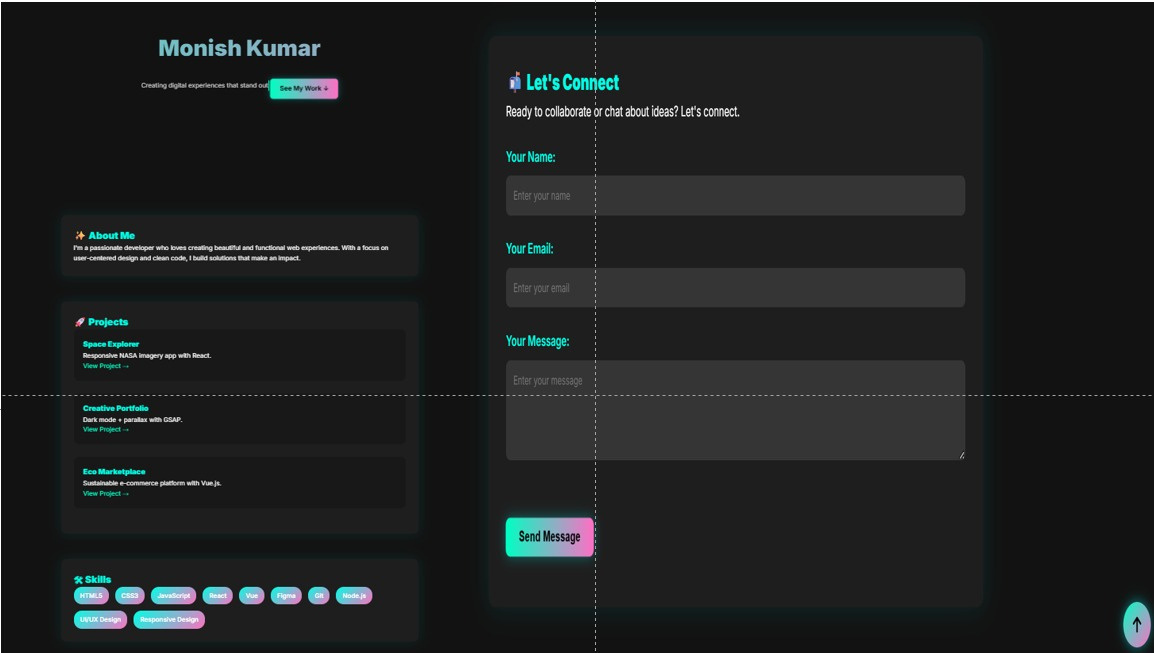 Monish Kumar
Creating digital experiences that stand out
See My Work ↓
✨ About Me
I'm a passionate developer who loves creating beautiful and functional web experiences. With a focus on
user-centered design and clean code, I build solutions that make an impact.
🚀 Projects
Space Explorer
Responsive NASA imagery app with React.
View Project →
Creative Portfolio
Dark mode + parallax with GSAP.
View Project →
Eco Marketplace
Sustainable e-commerce platform with Vue.js.
View Project →
🛠 Skills
HTML5 CSS3 JavaScript React Vue Figma Git Node.js
UI/UX Design Responsive Design
📬 Let's Connect
Ready to collaborate or chat about ideas? Let's connect.
Your Name:
Enter your name
Your Email:
Enter your email
Your Message:
Enter your message
Send Message
↑